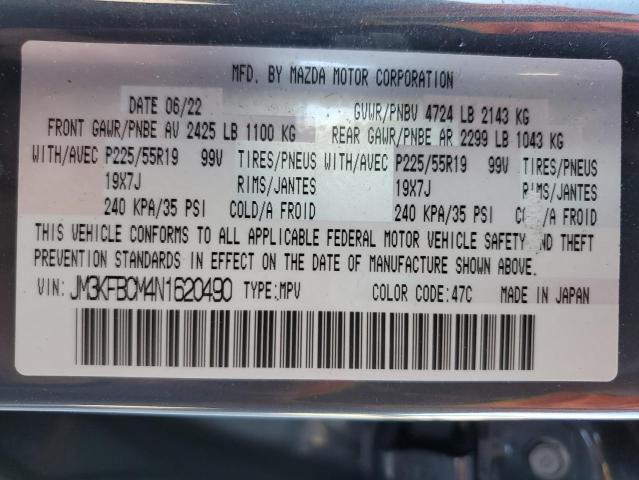 MFD. BY MAZDA MOTOR CORPORATION
DATE 06/22 GVWR/PNBV 4724 LB 2143 KG
FRONT GAWR/PNBE AV 2425 LB 1100 KG REAR GAWR/PNBE AR 2299 LB 1043 KG
WITH/AVEC P225/55R19 99V TIRES/PNEUS WITH/AVEC P225/55R19 99V TIRES/PNEUS
19X7J RIMS/JANTES 19X7J RIMS/JANTES
240 KPA/35 PSI COLD/A FROID 240 KPA/35 PSI COLD/A FROID
THIS VEHICLE CONFORMS TO ALL APPLICABLE FEDERAL MOTOR VEHICLE SAFETY AND THEFT
PREVENTION STANDARDS IN EFFECT ON THE DATE OF MANUFACTURE SHOWN ABOVE.
VIN: JM3KFBCM4N1620490 TYPE:MPV COLOR CODE:47C MADE IN JAPAN